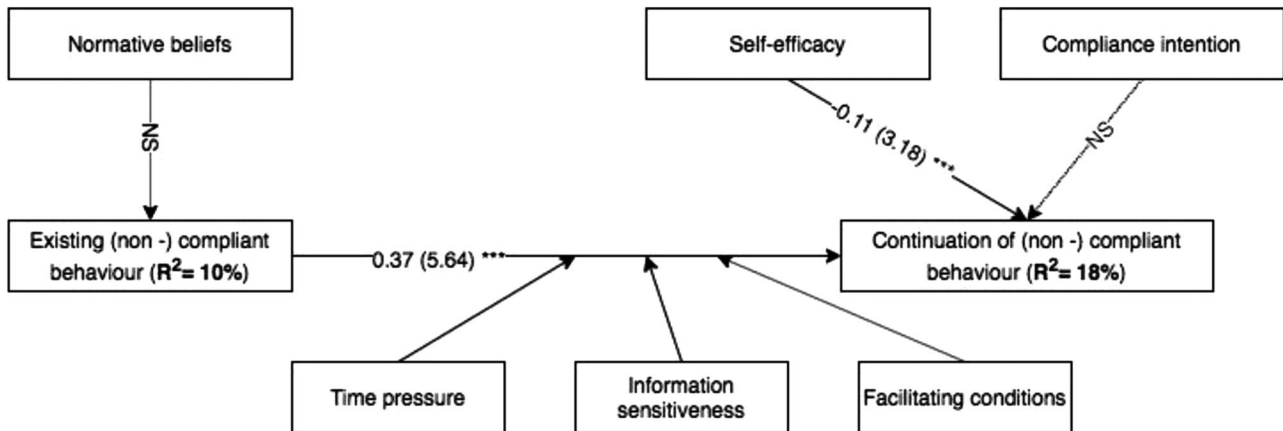 Normative beliefs
Self-efficacy
Compliance intention
NS
-0.11 (3.18) ***
NS
Existing (non -) compliant
behaviour (R²= 10%)
0.37 (5.64) ***
Continuation of (non -) compliant
behaviour (R²= 18%)
Time pressure
Information
sensitiveness
Facilitating conditions